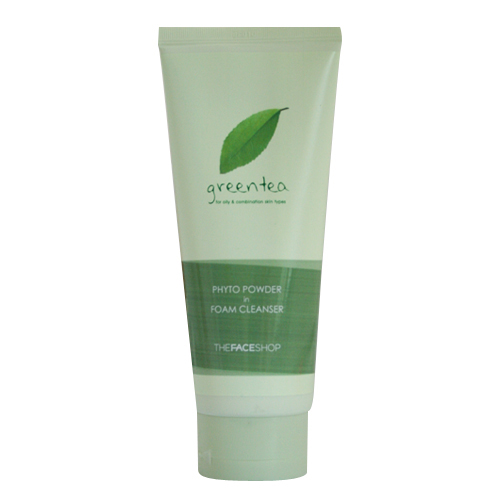 greentea
for oily & combination skin types
PHYTO POWDER
in
FOAM CLEANSER
THEFACESHOP